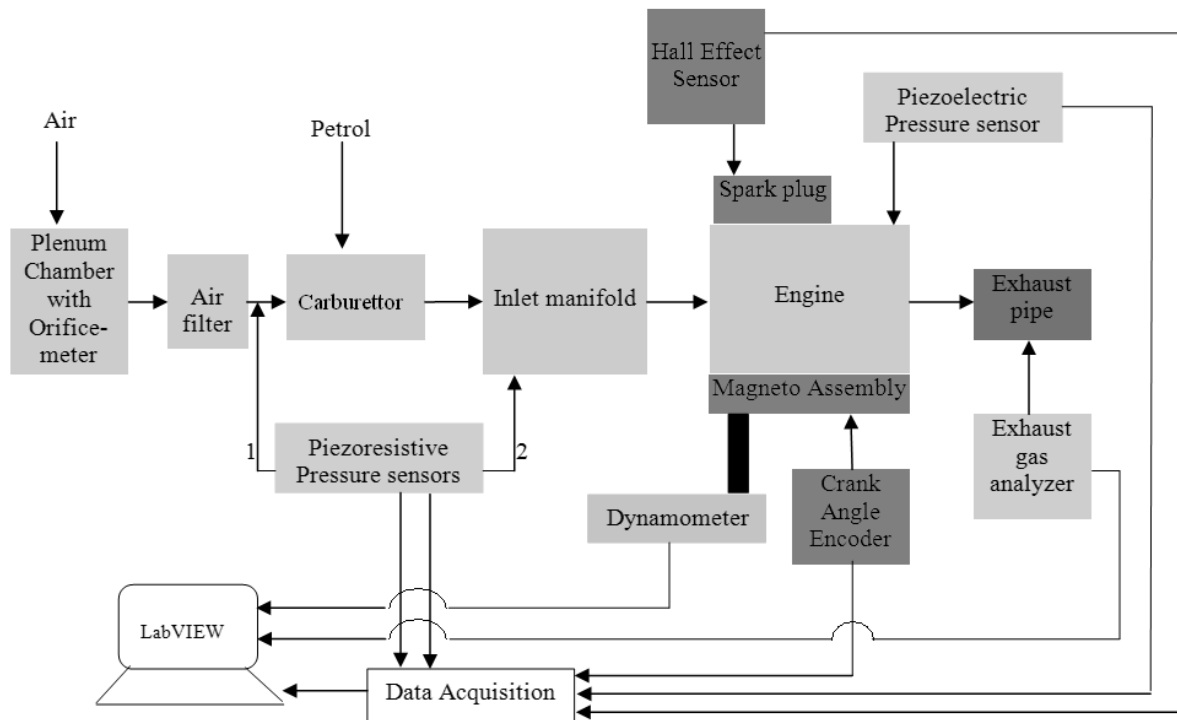 Hall Effect
Sensor
Piezoelectric
Pressure sensor
Air
Petrol
Spark plug
Plenum
Chamber
with
Orifice-
meter
Air
filter
Carburettor
Inlet manifold
Engine
Exhaust
pipe
Magneto Assembly
1
Piezoresistive
Pressure sensors
2
Exhaust
gas
analyzer
Dynamometer
Crank
Angle
Encoder
LabVIEW
Data Acquisition